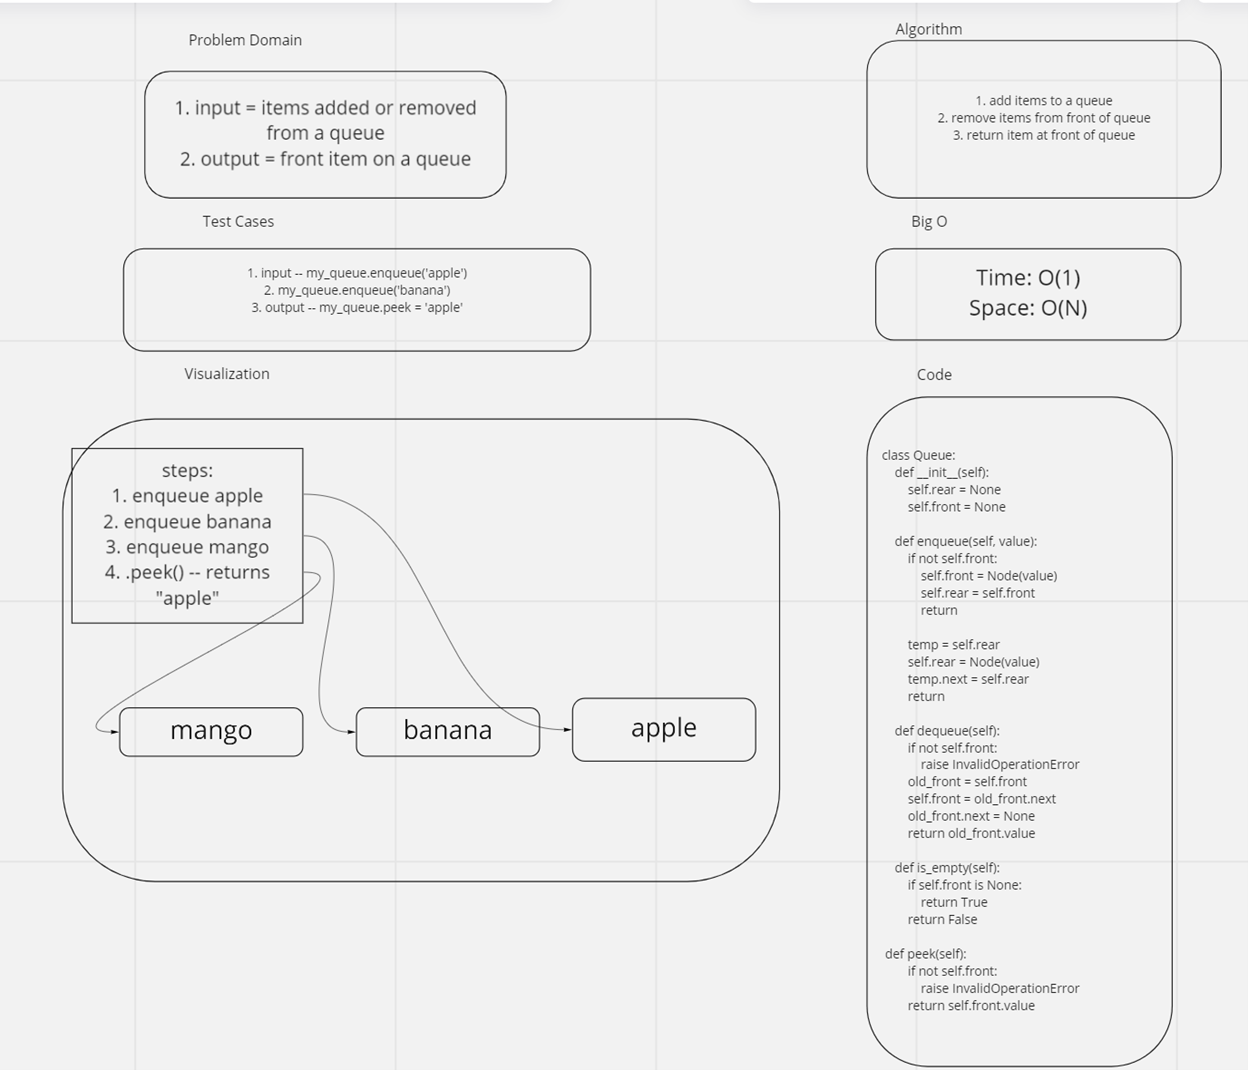 Problem Domain
1. input = items added or removed
from a queue
2. output = front item on a queue
Test Cases
1. input -- my_queue.enqueue('apple')
2. my_queue.enqueue('banana')
3. output -- my_queue.peek = 'apple'
Visualization
steps:
1. enqueue apple
2. enqueue banana
3. enqueue mango
4. .peek() -- returns
"apple"
mango
banana
apple
Algorithm
1. add items to a queue
2. remove items from front of queue
3. return item at front of queue
Big O
Time: O(1)
Space: O(N)
Code
class Queue:
def __init__(self):
self.rear = None
self.front = None
def enqueue(self, value):
if not self.front:
self.front = Node(value)
self.rear = self.front
return
temp = self.rear
self.rear = Node(value)
temp.next = self.rear
return
def dequeue(self):
if not self.front:
raise InvalidOperationError
old_front = self.front
self.front = old_front.next
old_front.next = None
return old_front.value
def is_empty(self):
if self.front is None:
return True
return False
def peek(self):
if not self.front:
raise InvalidOperationError
return self.front.value